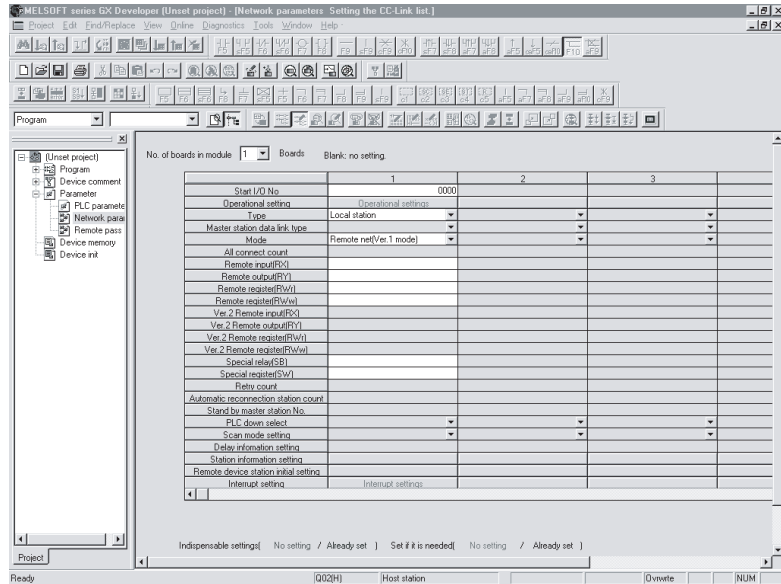 MELSOFT series GX Developer (Unset project) - [Network parameters Setting the CC-Link list.]
Project Edit Find/Replace View Online Diagnostics Tools Window Help
Program
(Unset project)
Program
Device comment
Parameter
PLC paramete
Network para
Remote pass
Device memory
Device init
Project
No. of boards in module 1 Boards Blank: no setting.
1 2 3
Start I/O No 0000
Operational setting Operational settings
Type Local station
Master station data link type
Mode Remote net(Ver.1 mode)
All connect count
Remote input(RX)
Remote output(RY)
Remote register(RWr)
Remote register(RWw)
Ver.2 Remote input(RX)
Ver.2 Remote output(RY)
Ver.2 Remote register(RWr)
Ver.2 Remote register(RWw)
Special relay(SB)
Special register(SW)
Retry count
Automatic reconnection station count
Stand by master station No.
PLC down select
Scan mode setting
Delay infomation setting
Station information setting
Remote device station initial setting
Interrupt setting Interrupt settings
Indispensable settings( No setting / Already set ) Set if it is needed( No setting / Already set )
Ready Q02(H) Host station Ovrwrte NUM